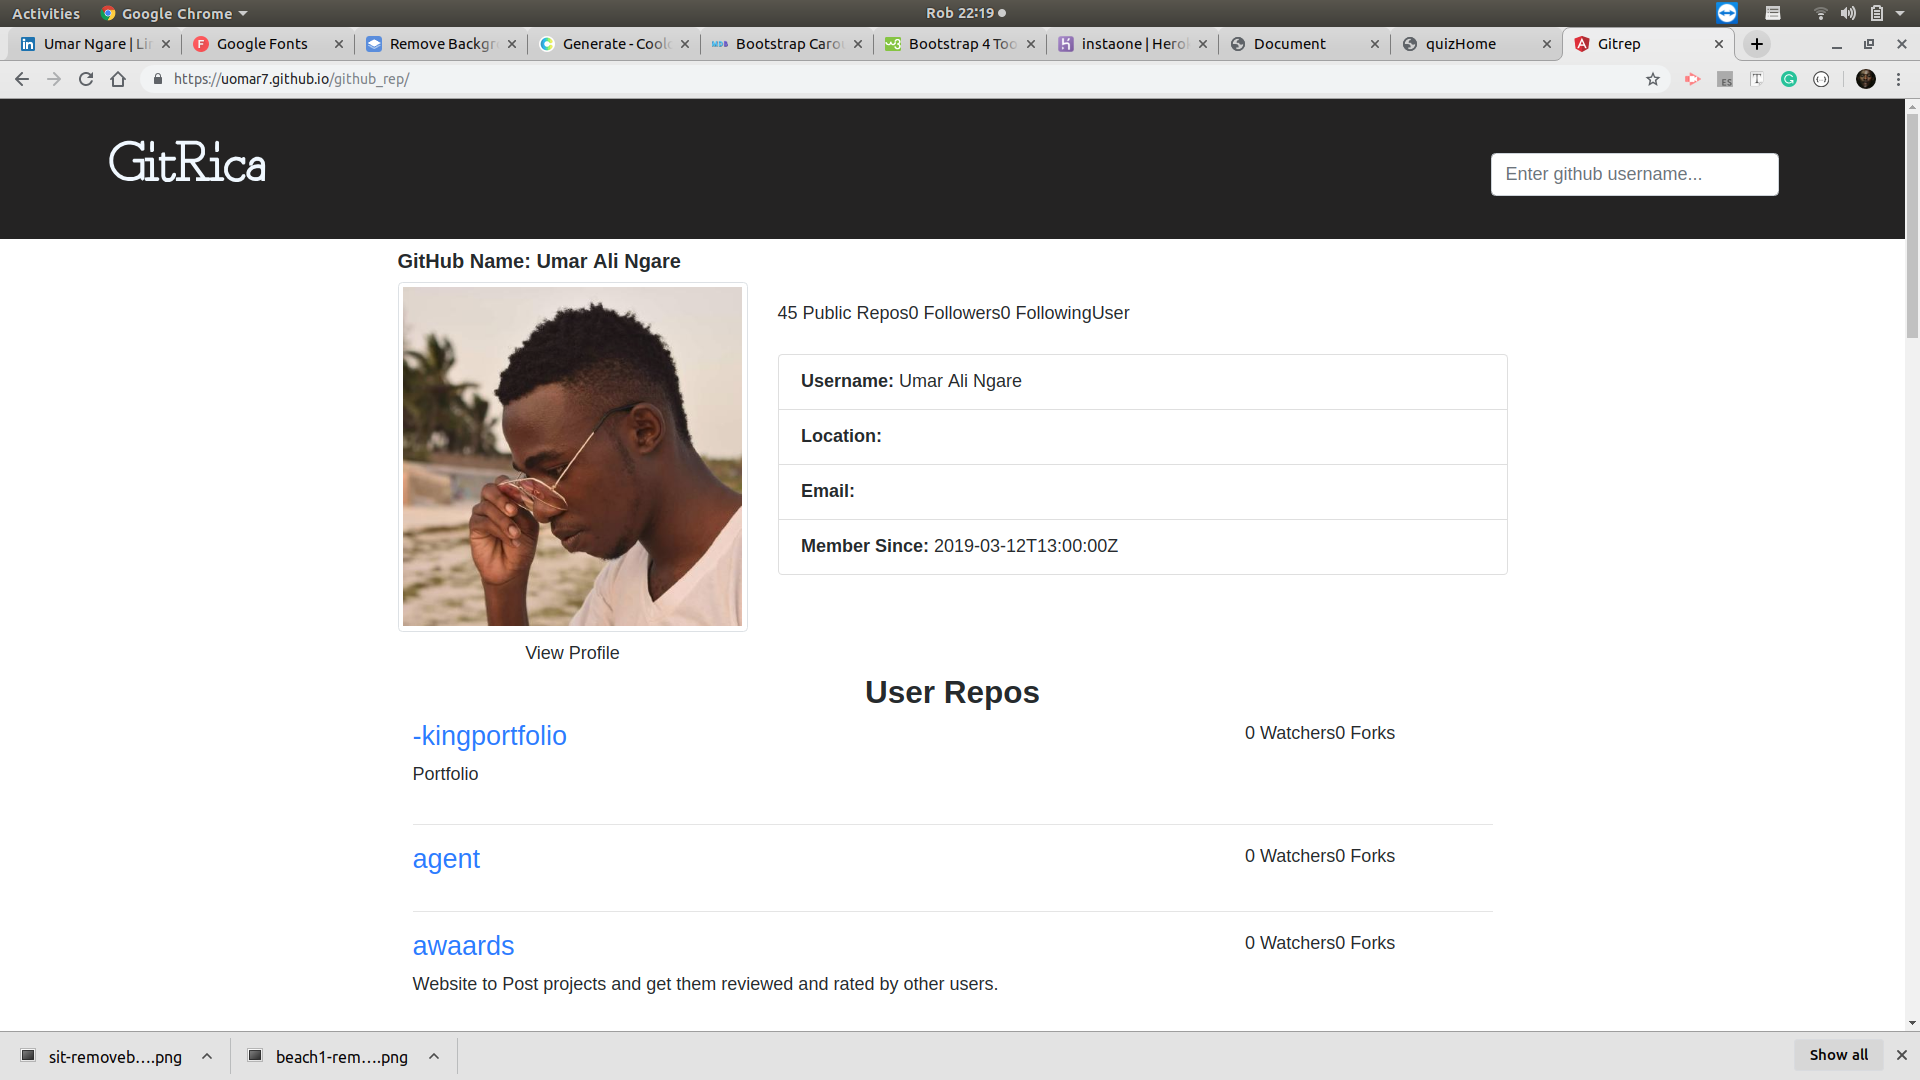 Activities Google Chrome Rob 22:19
Umar Ngare | Li Google Fonts Remove Backgr Generate - Coolo Bootstrap Carou Bootstrap 4 Too instaone | Herok Document quizHome Gitrep
https://uomar7.github.io/github_rep/
GitRica
Enter github username...
GitHub Name: Umar Ali Ngare
45 Public Repos0 Followers0 FollowingUser
Username: Umar Ali Ngare
Location:
Email:
Member Since: 2019-03-12T13:00:00Z
View Profile
User Repos
-kingportfolio 0 Watchers0 Forks
Portfolio
agent 0 Watchers0 Forks
awaards 0 Watchers0 Forks
Website to Post projects and get them reviewed and rated by other users.
sit-removeb....png beach1-rem....png Show all